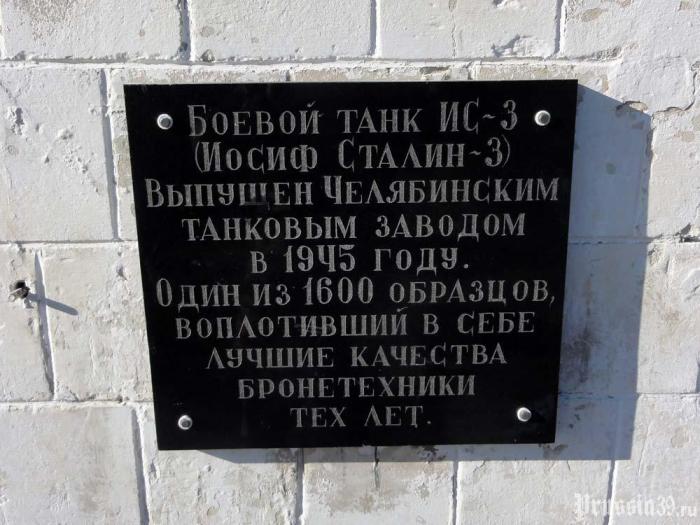 Боевой танк ИС-3
(Иосиф Сталин-3)
Выпущен Челябинским
танковым заводом
в 1945 году.
Один из 1600 образцов,
воплотивший в себе
лучшие качества
бронетехники
тех лет.
Prussia39.ru